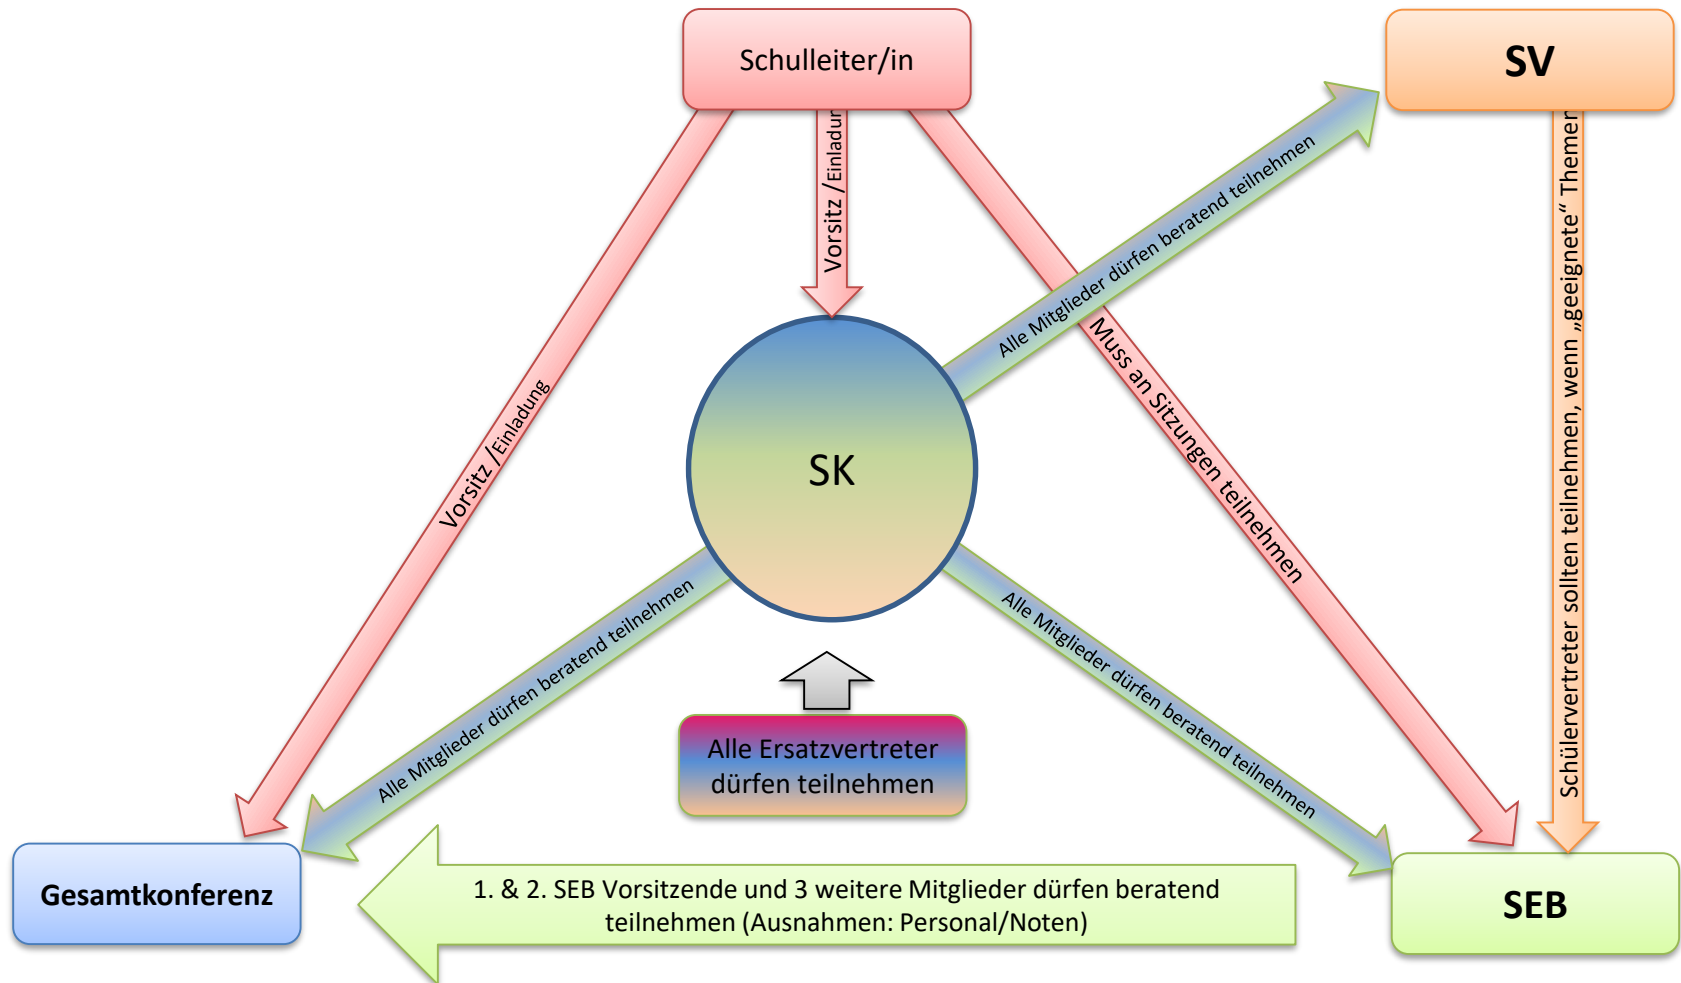 Schulleiter/in
SV
Vorsitz /Einladun
Alle Mitglieder dürfen beratend teilnehmen
Schülervertreter sollten teilnehmen, wenn „geeignete“ Themen
Vorsitz /Einladung
Muss an Sitzungen teilnehmen
SK
Alle Mitglieder dürfen beratend teilnehmen
Alle Mitglieder dürfen beratend teilnehmen
Alle Ersatzvertreter
dürfen teilnehmen
Gesamtkonferenz
1. & 2. SEB Vorsitzende und 3 weitere Mitglieder dürfen beratend
teilnehmen (Ausnahmen: Personal/Noten)
SEB